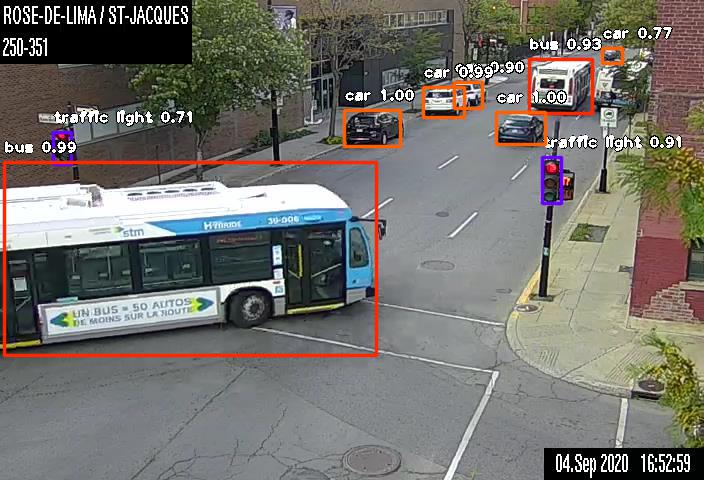 ROSE-DE-LIMA / ST-JACQUES
250-351
car 0.77
bus 0.93
car 0.99
0.90
car 1.00
car 1.00
traffic light 0.71
traffic light 0.91
bus 0.99
stm
HYBRIDE
UN BUS = 50 AUTOS
DE MOINS SUR LA ROUTE
04.Sep 2020 16:52:59